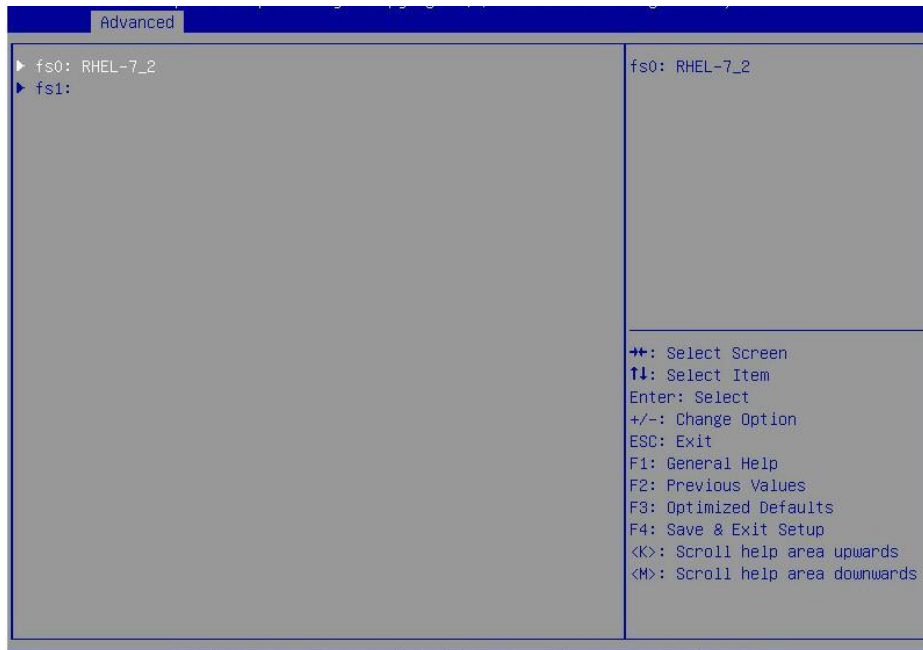 Advanced
fs0: RHEL-7_2
fs1:
fs0: RHEL-7_2
→←: Select Screen
↑↓: Select Item
Enter: Select
+/-: Change Option
ESC: Exit
F1: General Help
F2: Previous Values
F3: Optimized Defaults
F4: Save & Exit Setup
<K>: Scroll help area upwards
<M>: Scroll help area downwards